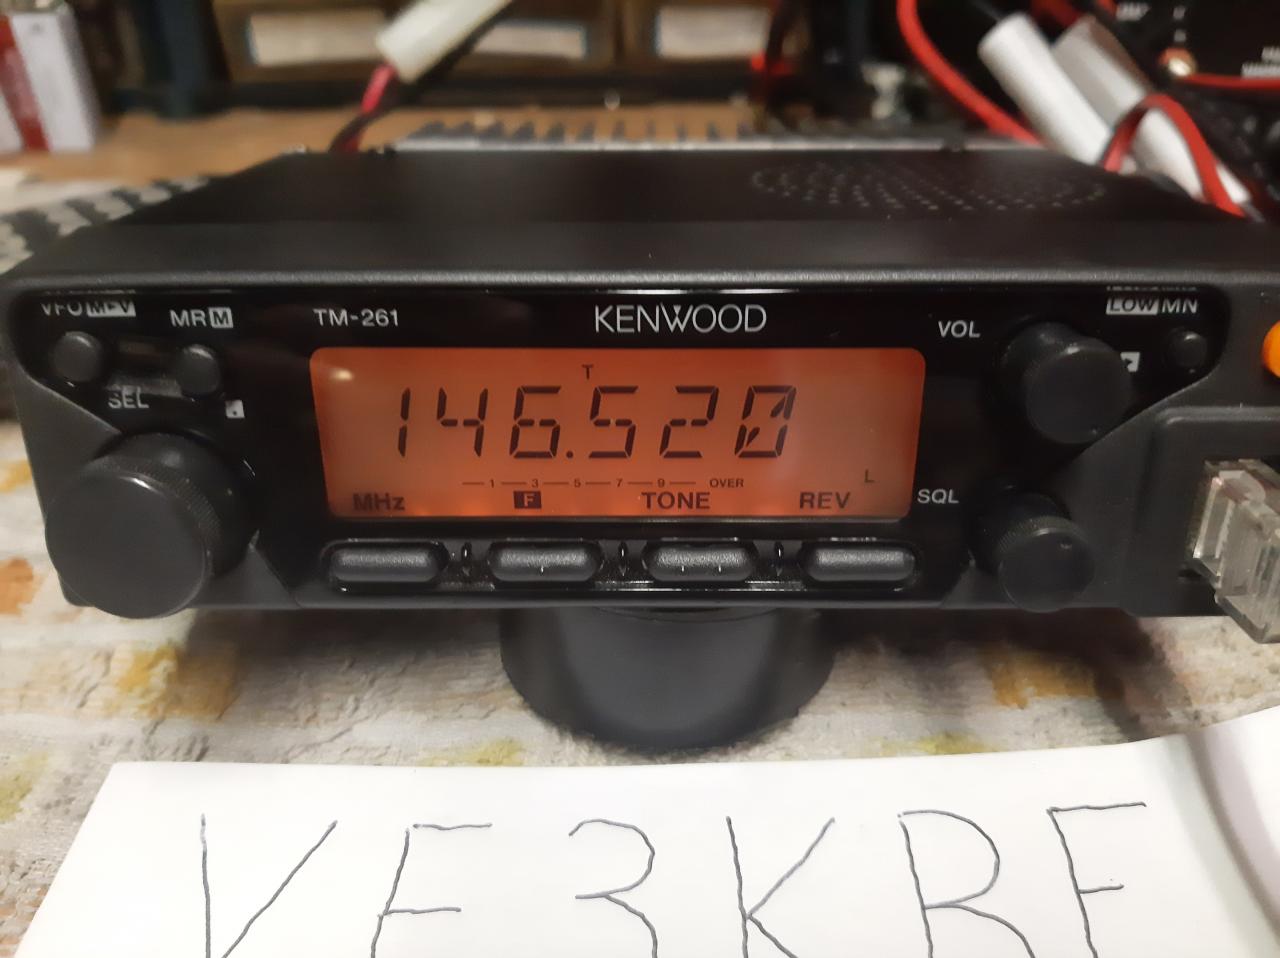 VFO M▸V
MR M
TM-261
KENWOOD
VOL
LOW MN
SEL
T
146.520
1 3 5 7 9 OVER
L
MHz F TONE REV
SQL